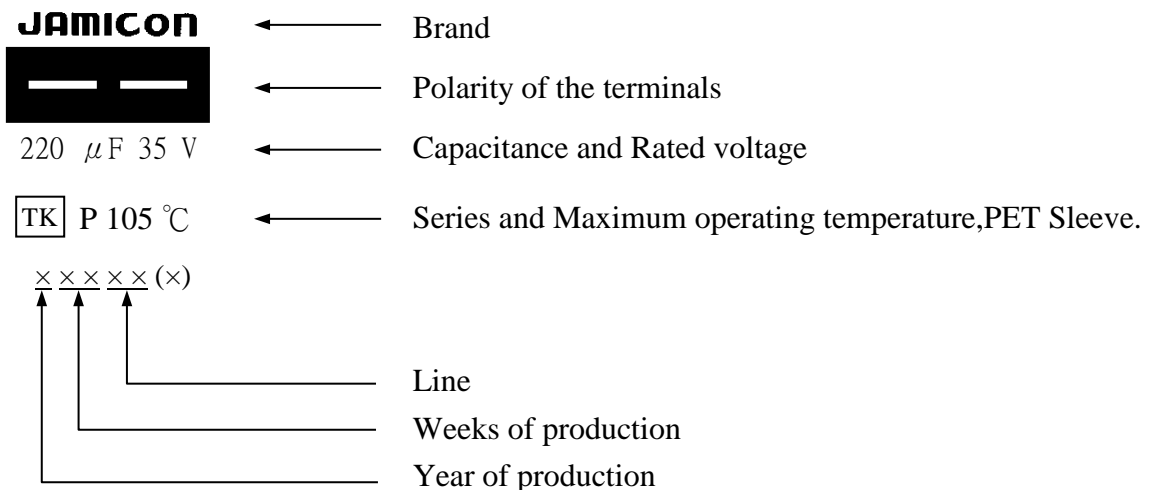 JAMICON Brand
Polarity of the terminals
220 μF 35 V Capacitance and Rated voltage
TK P 105 ℃ Series and Maximum operating temperature,PET Sleeve.
× × × × × (×)
Line
Weeks of production
Year of production